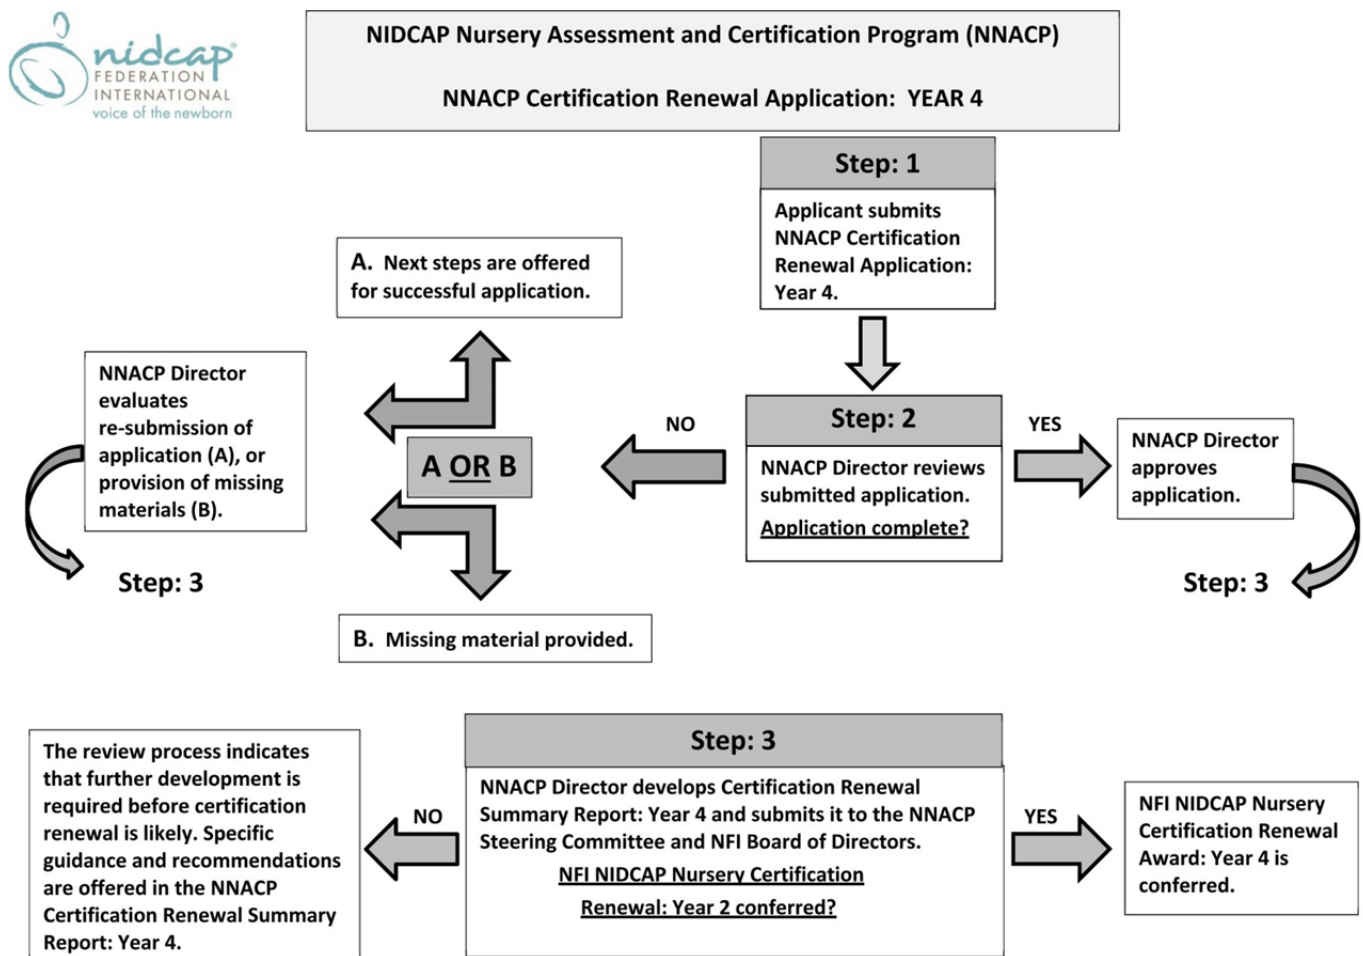 nidcap®
FEDERATION
INTERNATIONAL
voice of the newborn
NIDCAP Nursery Assessment and Certification Program (NNACP)
NNACP Certification Renewal Application: YEAR 4
Step: 1
Applicant submits
NNACP Certification
Renewal Application:
Year 4.
A. Next steps are offered
for successful application.
NNACP Director
evaluates
re-submission of
application (A), or
provision of missing
materials (B).
Step: 3
A OR B
NO
Step: 2
NNACP Director reviews
submitted application.
Application complete?
YES
NNACP Director
approves
application.
Step: 3
B. Missing material provided.
The review process indicates
that further development is
required before certification
renewal is likely. Specific
guidance and recommendations
are offered in the NNACP
Certification Renewal Summary
Report: Year 4.
NO
Step: 3
NNACP Director develops Certification Renewal
Summary Report: Year 4 and submits it to the NNACP
Steering Committee and NFI Board of Directors.
NFI NIDCAP Nursery Certification
Renewal: Year 2 conferred?
YES
NFI NIDCAP Nursery
Certification Renewal
Award: Year 4 is
conferred.